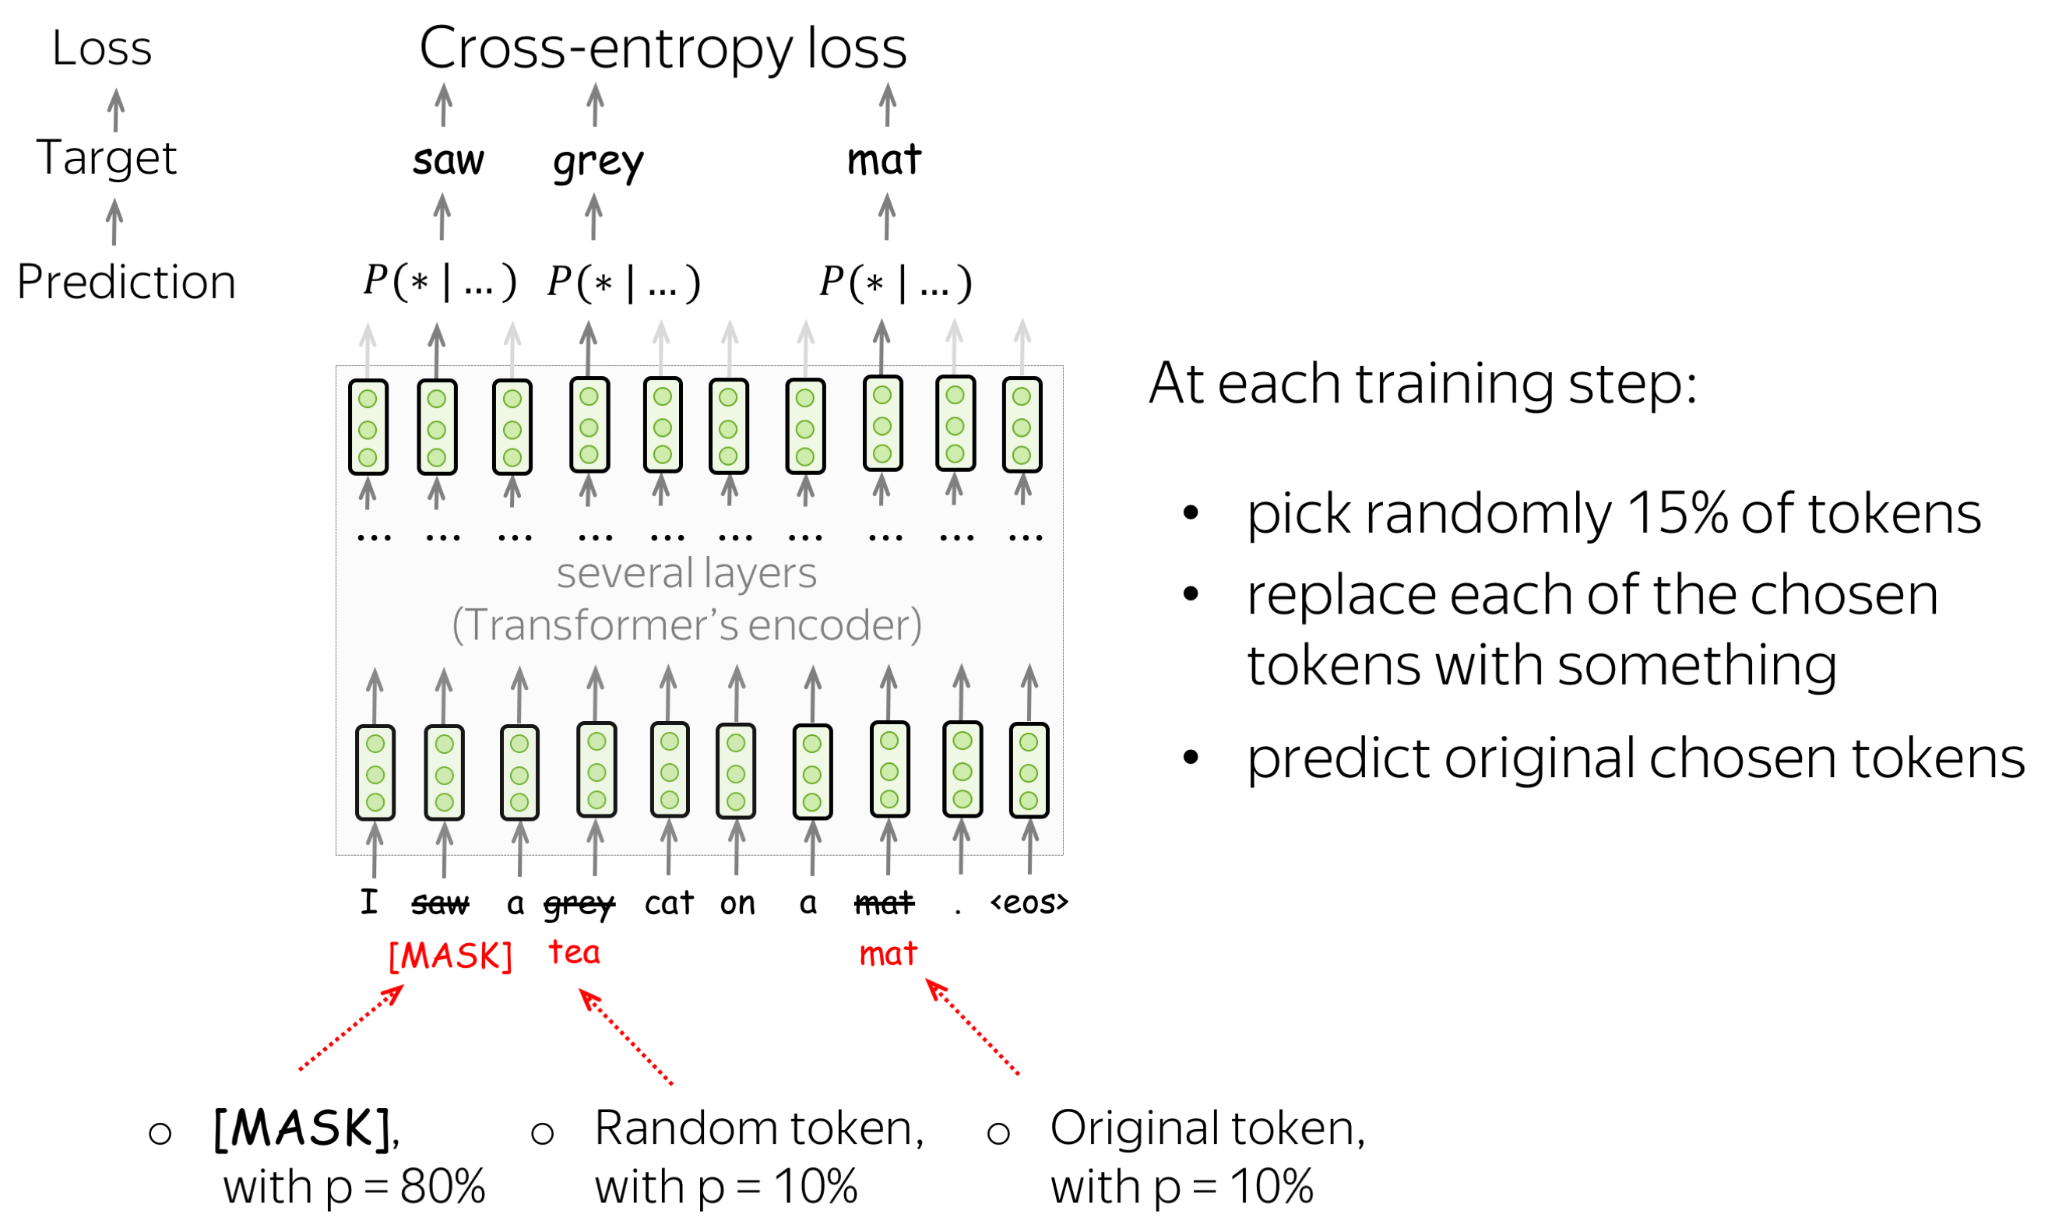 Loss Cross-entropy loss
Target saw grey mat
Prediction P(* | ...) P(* | ...) P(* | ...)
At each training step:
• pick randomly 15% of tokens
... ... ... ... ... ... ... ... ... ...
several layers
(Transformer's encoder)
• replace each of the chosen
tokens with something
• predict original chosen tokens
I saw a grey cat on a mat . <eos>
[MASK] tea mat
○ [MASK],
with p = 80%
○ Random token,
with p = 10%
○ Original token,
with p = 10%